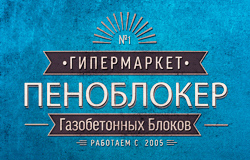 №1
• ГИПЕРМАРКЕТ •
ПЕНОБЛОКЕР
Газобетонных Блоков
РАБОТАЕМ С 2005